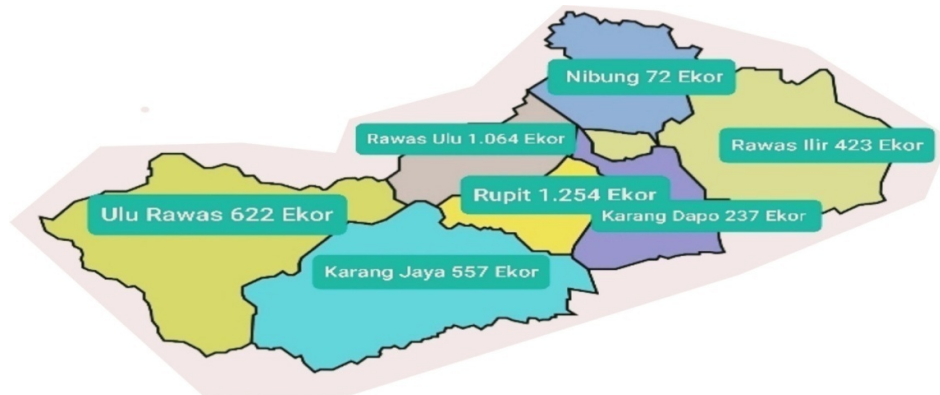 Nibung 72 Ekor
Rawas Ulu 1.064 Ekor
Rawas Ilir 423 Ekor
Rupit 1.254 Ekor
Ulu Rawas 622 Ekor
Karang Dapo 237 Ekor
Karang Jaya 557 Ekor